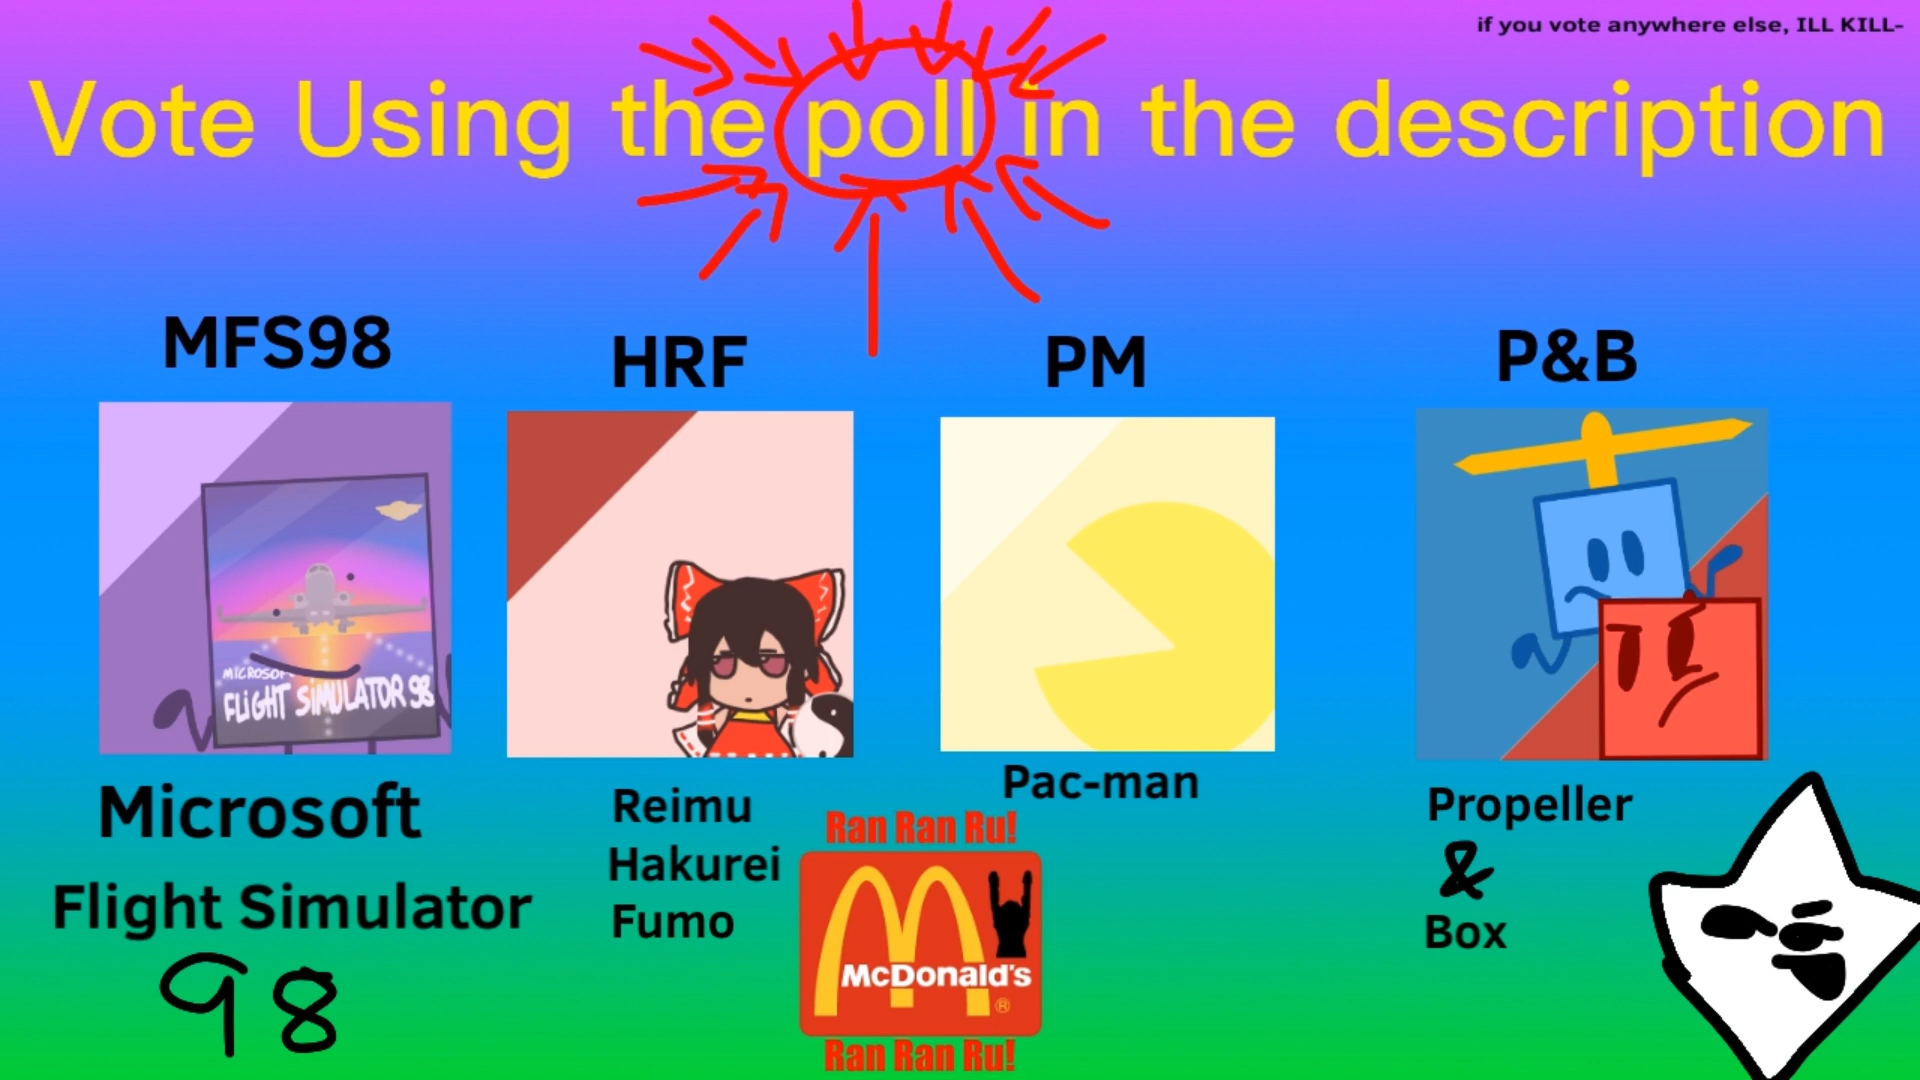 if you vote anywhere else, ILL KILL-
Vote Using the poll in the description
MFS98
HRF
PM
P&B
MICROSOF
FLIGHT SIMULATOR 98
Microsoft
Flight Simulator
98
Reimu
Hakurei
Fumo
Pac-man
Ran Ran Ru!
McDonald's
®
Ran Ran Ru!
Propeller
&
Box